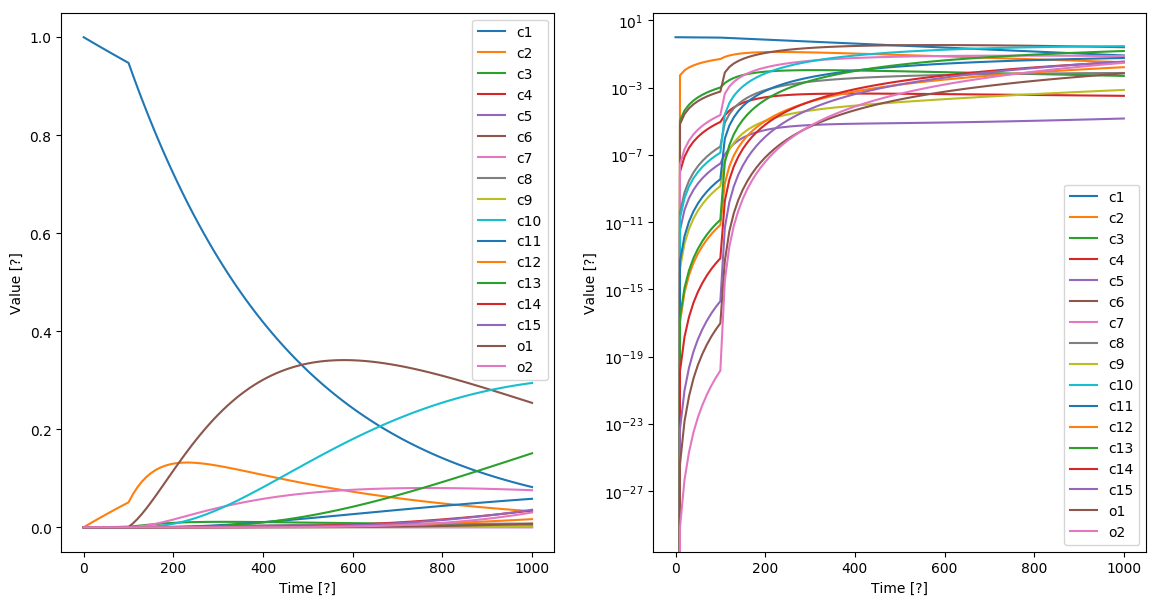 1.0
0.8
0.6
0.4
0.2
0.0
Value [?]
0
200
400
600
800
1000
Time [?]
c1
c2
c3
c4
c5
c6
c7
c8
c9
c10
c11
c12
c13
c14
c15
o1
o2
10¹
10⁻³
10⁻⁷
10⁻¹¹
10⁻¹⁵
10⁻¹⁹
10⁻²³
10⁻²⁷
Value [?]
0
200
400
600
800
1000
Time [?]
c1
c2
c3
c4
c5
c6
c7
c8
c9
c10
c11
c12
c13
c14
c15
o1
o2